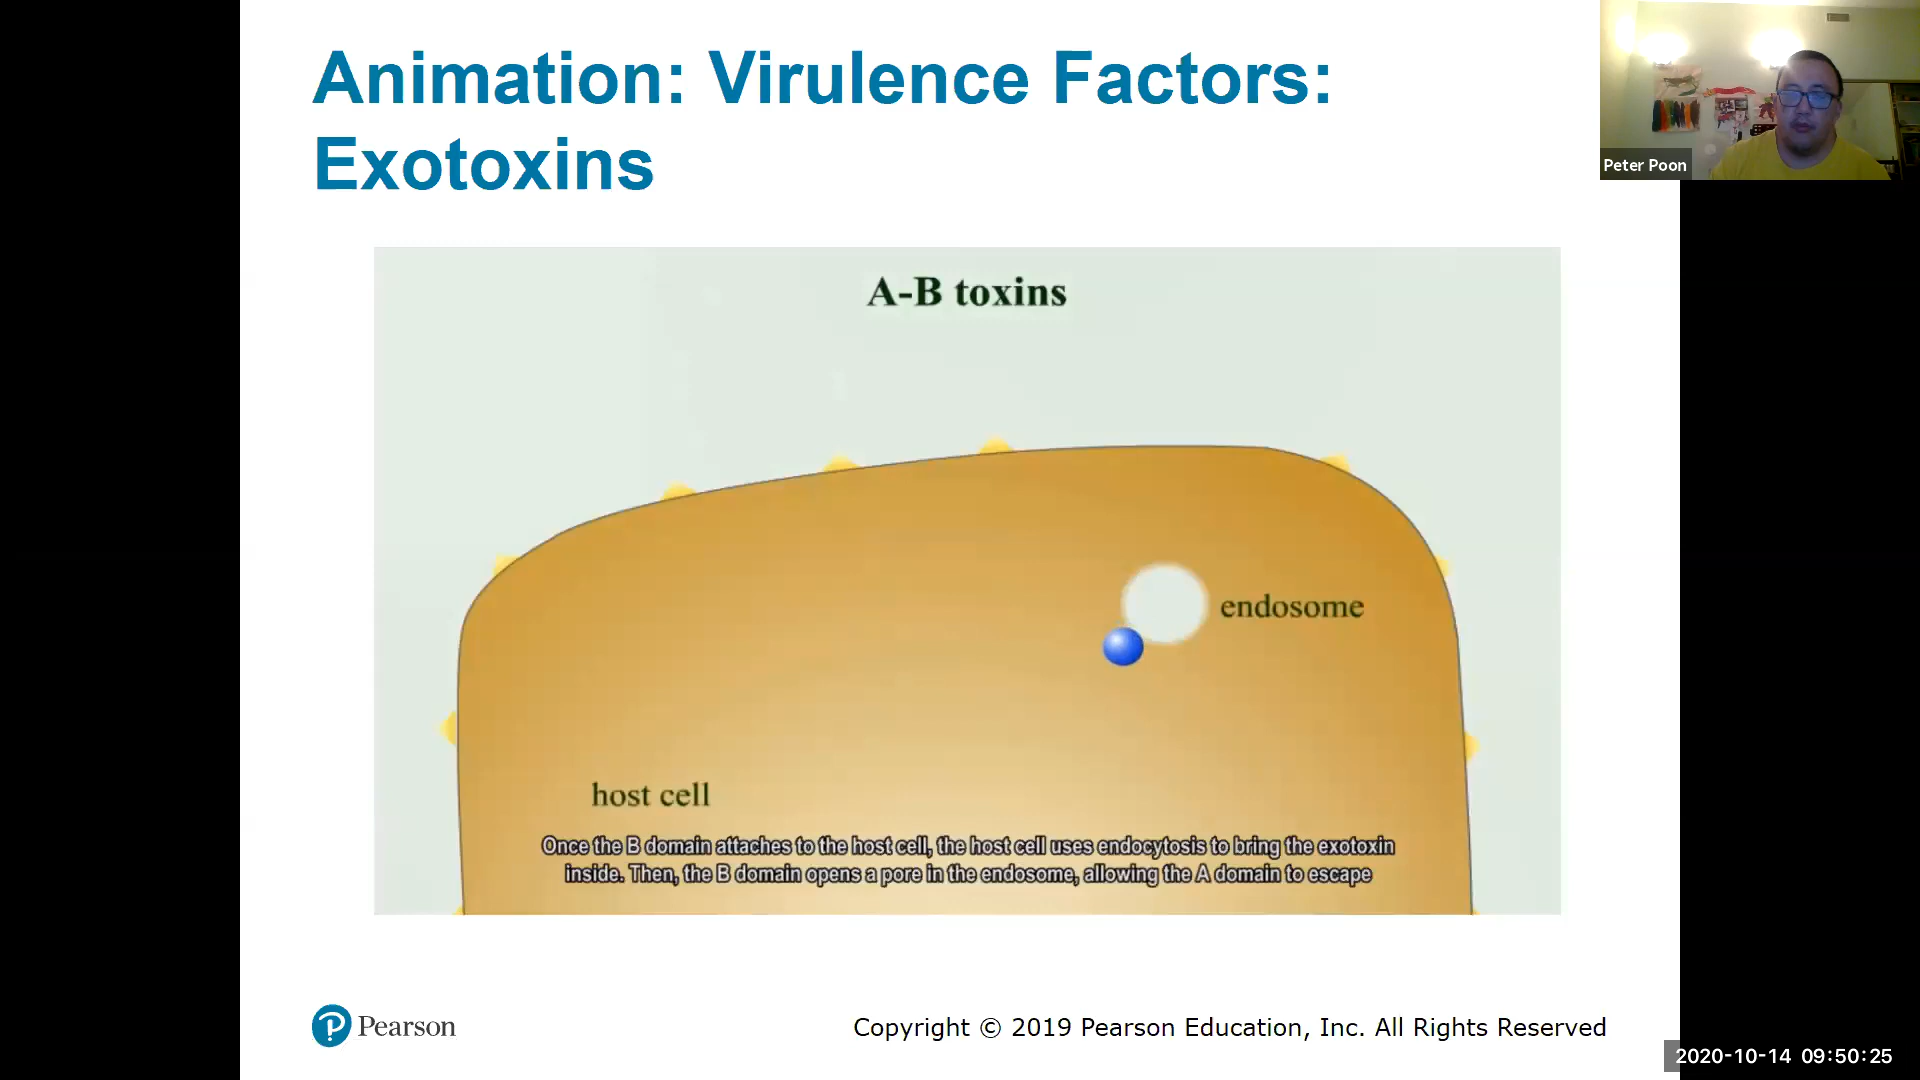 Animation: Virulence Factors:
Exotoxins
Peter Poon
A-B toxins
endosome
host cell
Once the B domain attaches to the host cell, the host cell uses endocytosis to bring the exotoxin
inside. Then, the B domain opens a pore in the endosome, allowing the A domain to escape
Pearson
Copyright © 2019 Pearson Education, Inc. All Rights Reserved
2020-10-14 09:50:25